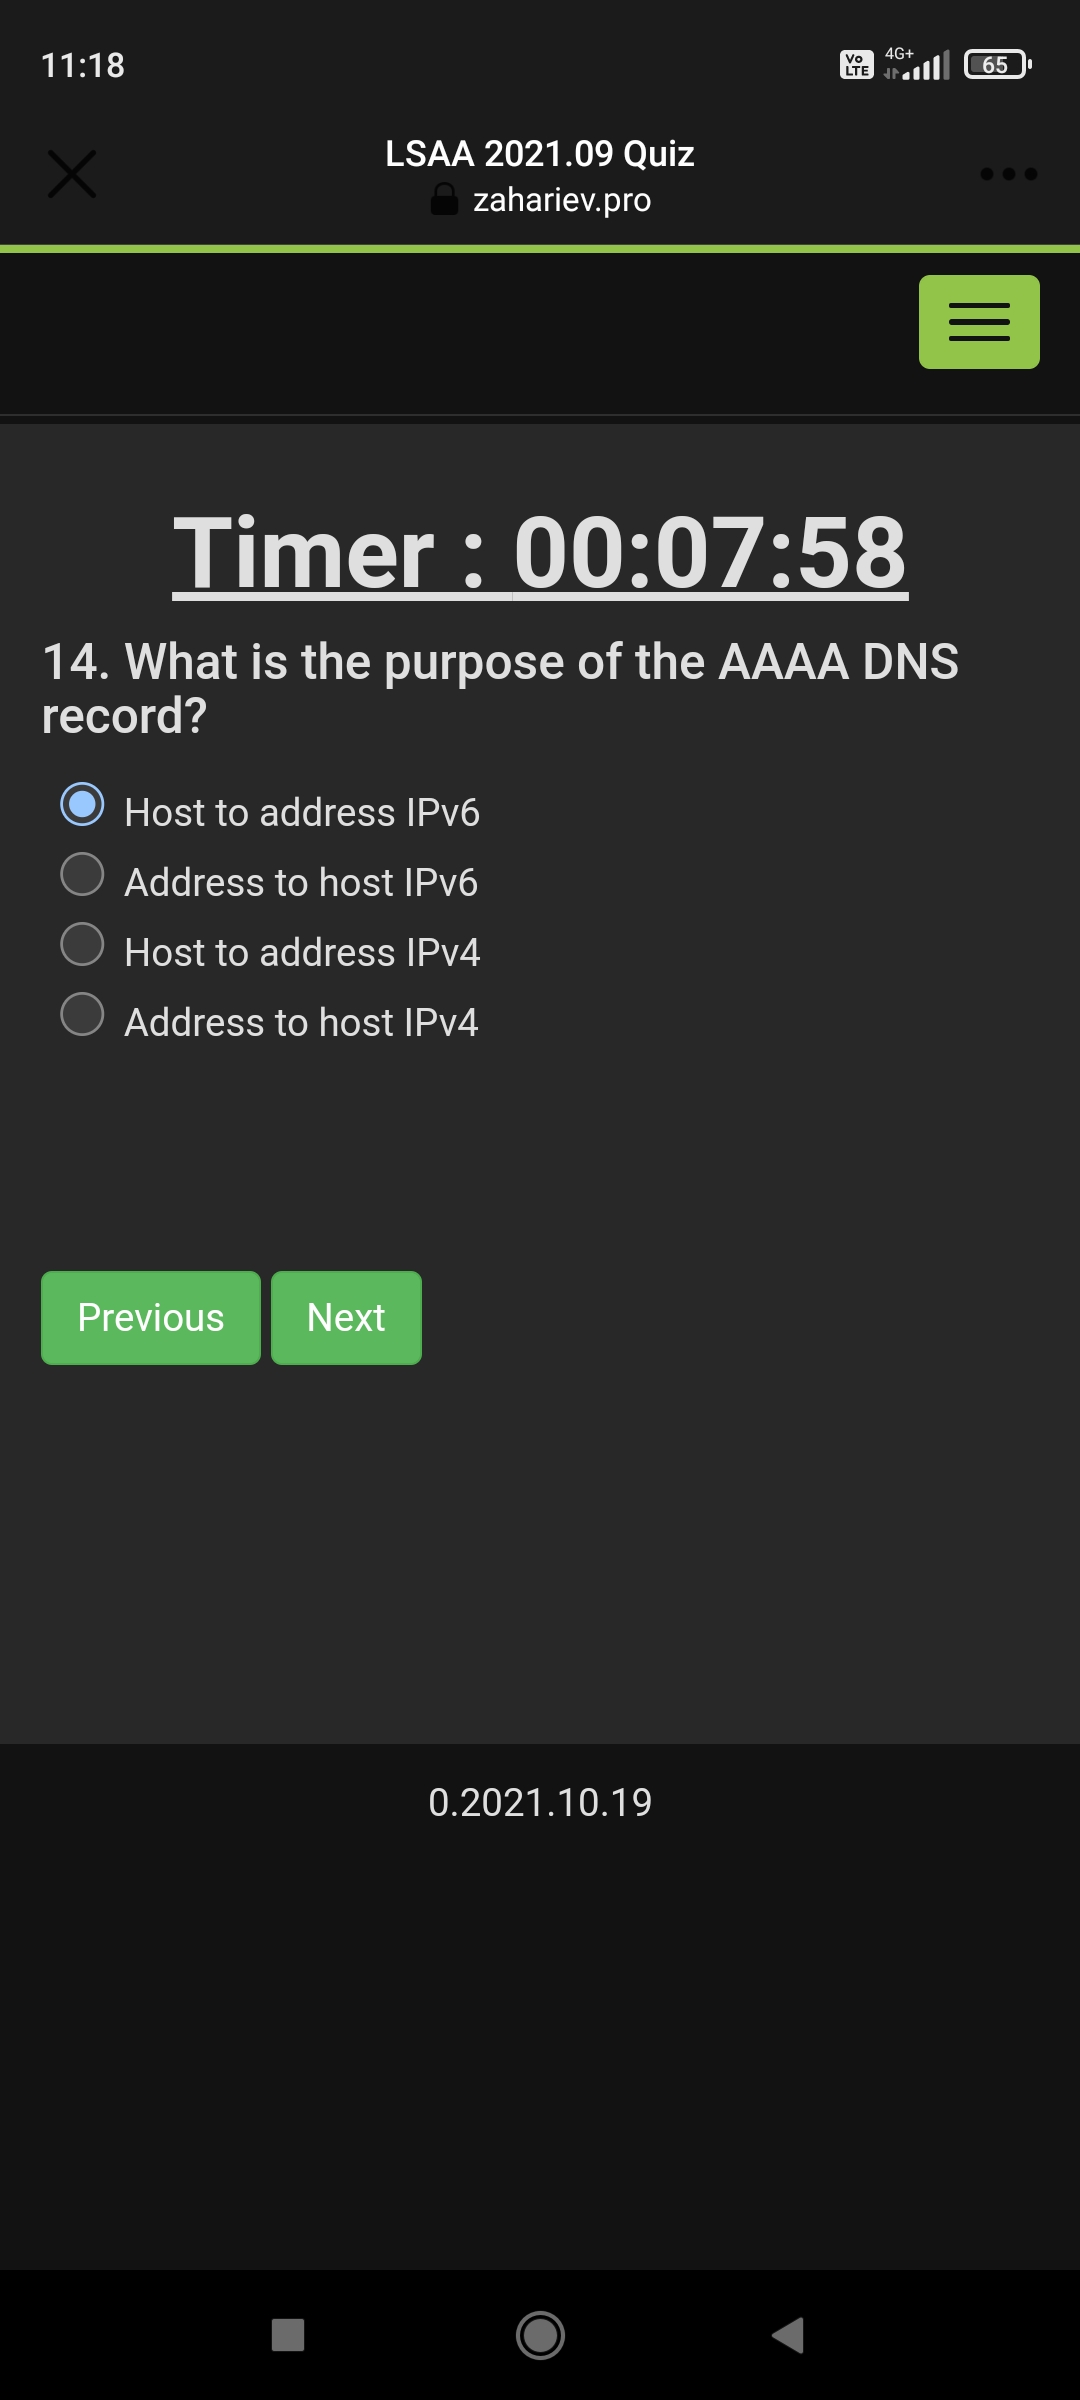 11:18
Vo LTE 4G+ 65
LSAA 2021.09 Quiz
zahariev.pro
Timer : 00:07:58
14. What is the purpose of the AAAA DNS
record?
Host to address IPv6
Address to host IPv6
Host to address IPv4
Address to host IPv4
Previous Next
0.2021.10.19